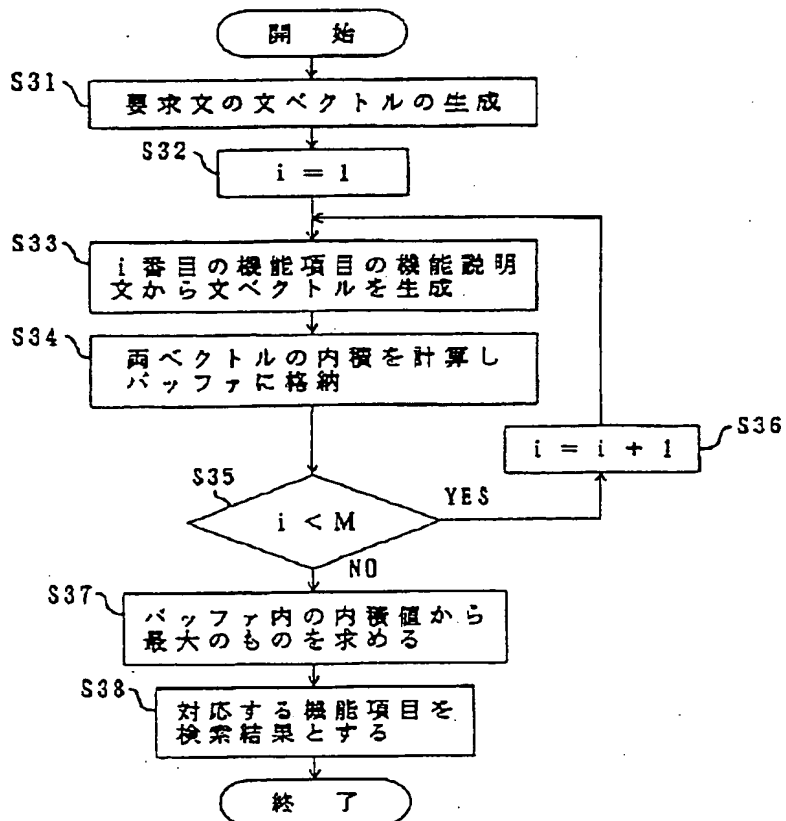 開 始
S31
要求文の文ベクトルの生成
S32
i = 1
S33
i番目の機能項目の機能説明
文から文ベクトルを生成
S34
両ベクトルの内積を計算し
バッファに格納
S36
i = i + 1
S35
i < M
YES
NO
S37
バッファ内の内積値から
最大のものを求める
S38
対応する機能項目を
検索結果とする
終 了